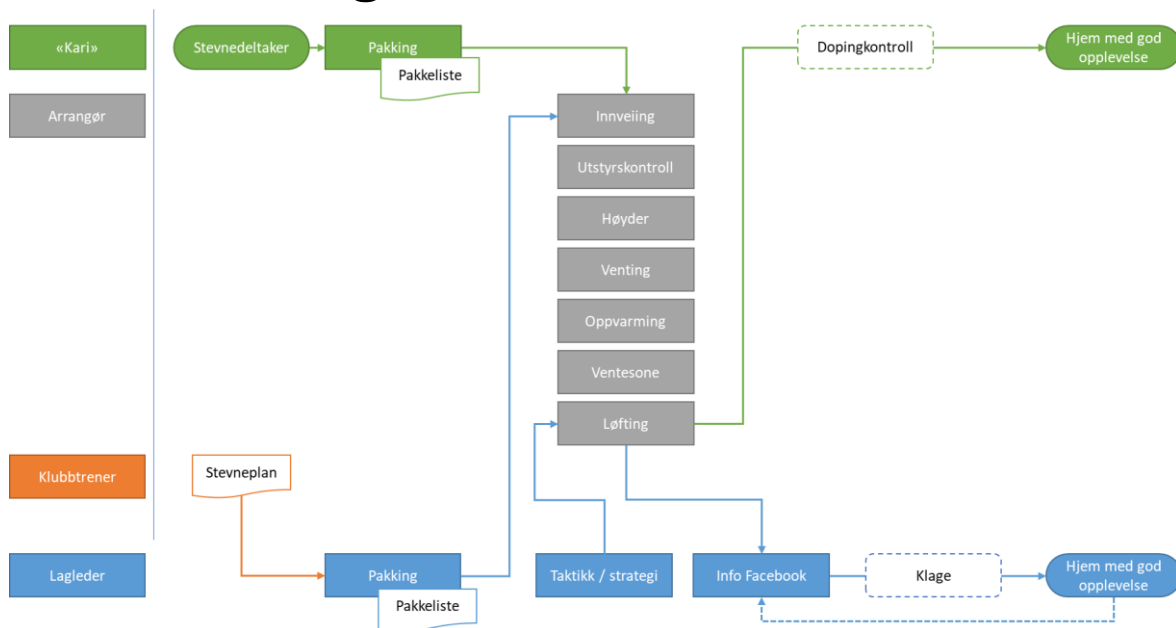 «Kari»
Stevnedeltaker
Pakking
Pakkeliste
Dopingkontroll
Hjem med god
opplevelse
Arrangør
Innveiing
Utstyrskontroll
Høyder
Venting
Oppvarming
Ventesone
Løfting
Klubbtrener
Stevneplan
Lagleder
Pakking
Pakkeliste
Taktikk / strategi
Info Facebook
Klage
Hjem med god
opplevelse